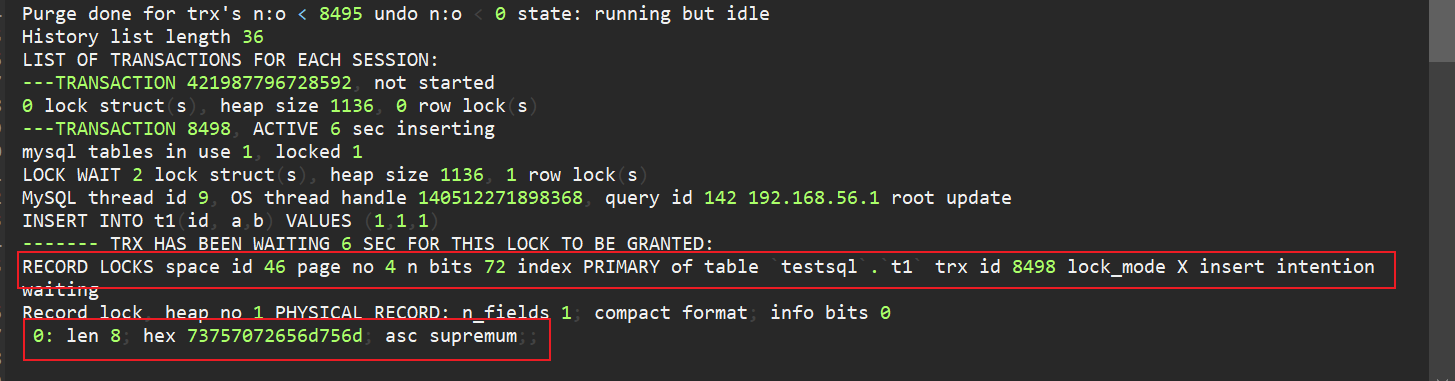 Purge done for trx's n:o < 8495 undo n:o < 0 state: running but idle
History list length 36
LIST OF TRANSACTIONS FOR EACH SESSION:
---TRANSACTION 421987796728592, not started
0 lock struct(s), heap size 1136, 0 row lock(s)
---TRANSACTION 8498, ACTIVE 6 sec inserting
mysql tables in use 1, locked 1
LOCK WAIT 2 lock struct(s), heap size 1136, 1 row lock(s)
MySQL thread id 9, OS thread handle 140512271898368, query id 142 192.168.56.1 root update
INSERT INTO t1(id, a,b) VALUES (1,1,1)
------- TRX HAS BEEN WAITING 6 SEC FOR THIS LOCK TO BE GRANTED:
RECORD LOCKS space id 46 page no 4 n bits 72 index PRIMARY of table `testsql`.`t1` trx id 8498 lock_mode X insert intention
waiting
Record lock, heap no 1 PHYSICAL RECORD: n_fields 1; compact format; info bits 0
0: len 8; hex 73757072656d756d; asc supremum;;